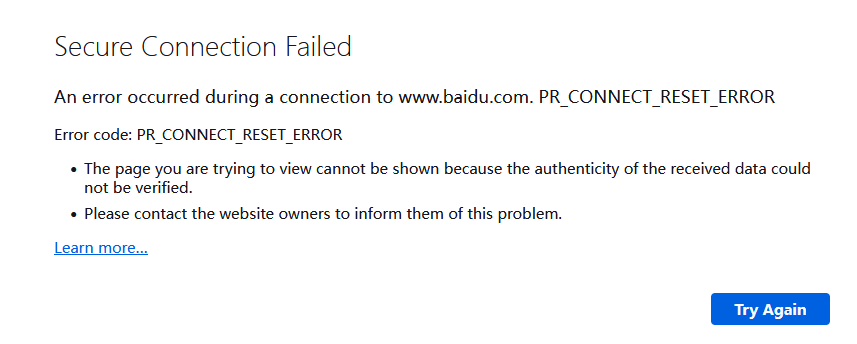 Secure Connection Failed
An error occurred during a connection to www.baidu.com. PR_CONNECT_RESET_ERROR
Error code: PR_CONNECT_RESET_ERROR
• The page you are trying to view cannot be shown because the authenticity of the received data could
not be verified.
• Please contact the website owners to inform them of this problem.
Learn more...
Try Again